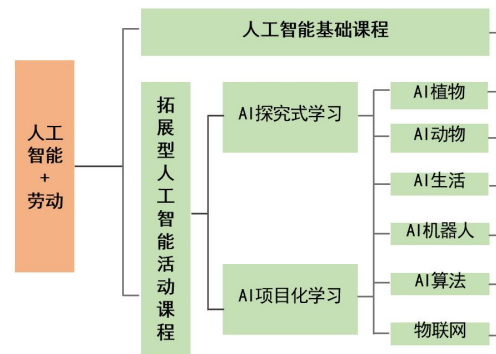 人工智能基础课程
人工
智能
+
劳动
拓展型人工智能活动课程
AI探究式学习
AI项目化学习
AI植物
AI动物
AI生活
AI机器人
AI算法
物联网